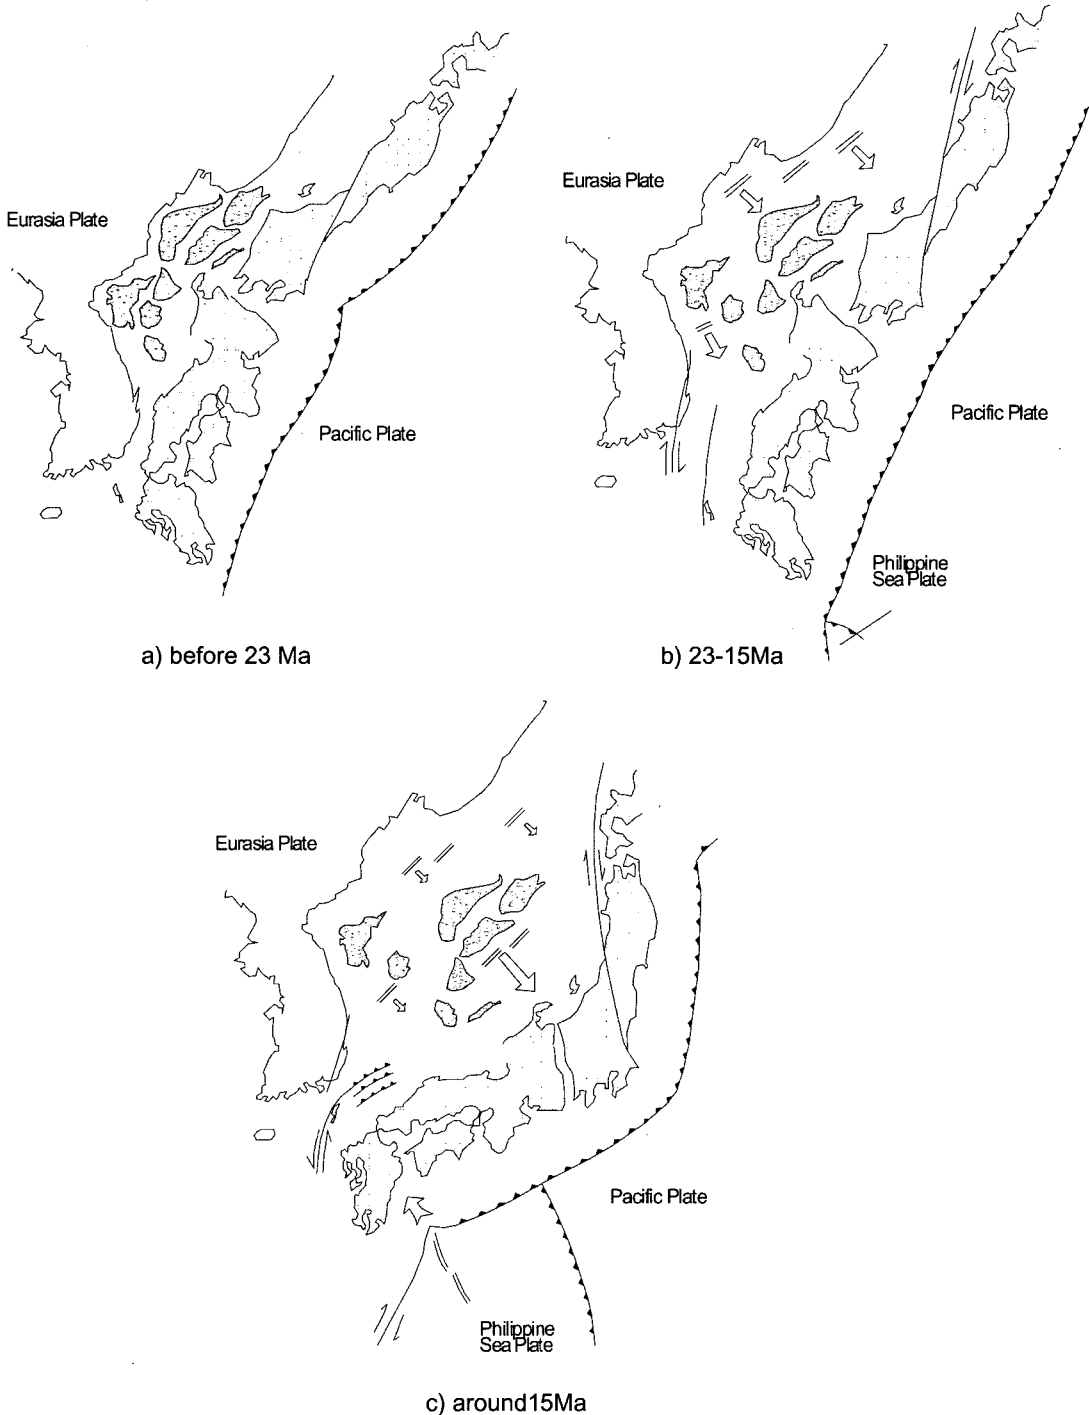 Eurasia Plate
Pacific Plate
a) before 23 Ma
Eurasia Plate
Pacific Plate
Philippine
Sea Plate
b) 23-15Ma
Eurasia Plate
Pacific Plate
Philippine
Sea Plate
c) around15Ma